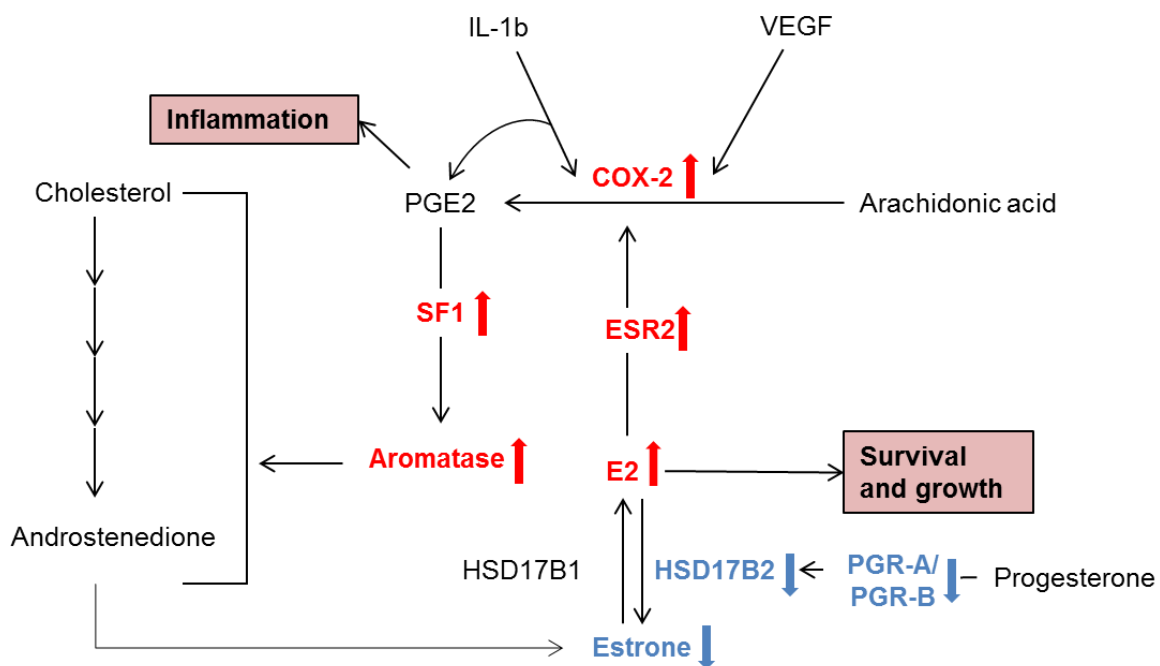 IL-1b
VEGF
Inflammation
COX-2
Cholesterol
PGE2
Arachidonic acid
SF1
ESR2
Aromatase
E2
Survival
and growth
Androstenedione
HSD17B1
HSD17B2
PGR-A/
PGR-B
Progesterone
Estrone